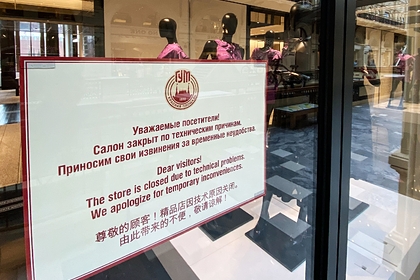 ГУМ
Уважаемые посетители!
Салон закрыт по техническим причинам.
Приносим свои извинения за временные неудобства.
Dear visitors!
The store is closed due to technical problems.
We apologize for temporary inconveniences.
尊敬的顾客！精品店因技术原因关闭。
由此带来的不便，敬请谅解！